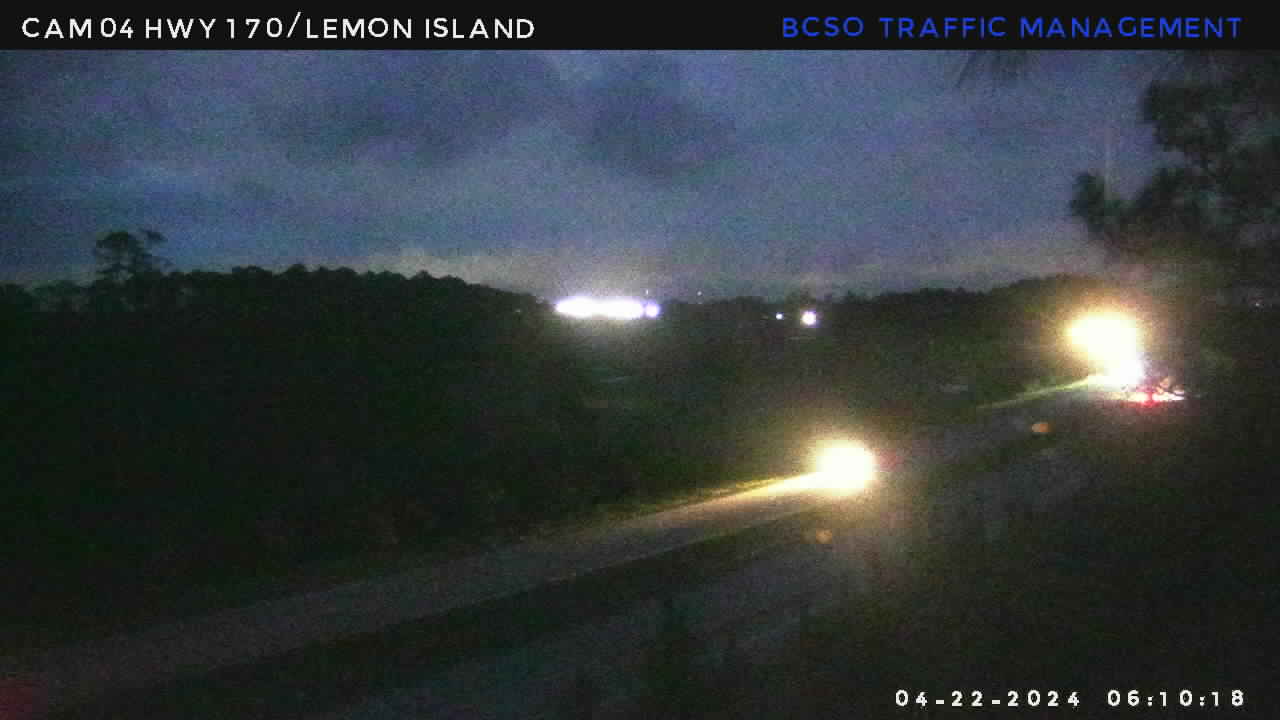 CAM04 HWY 170/LEMON ISLAND
BCSO TRAFFIC MANAGEMENT
04-22-2024 06:10:18